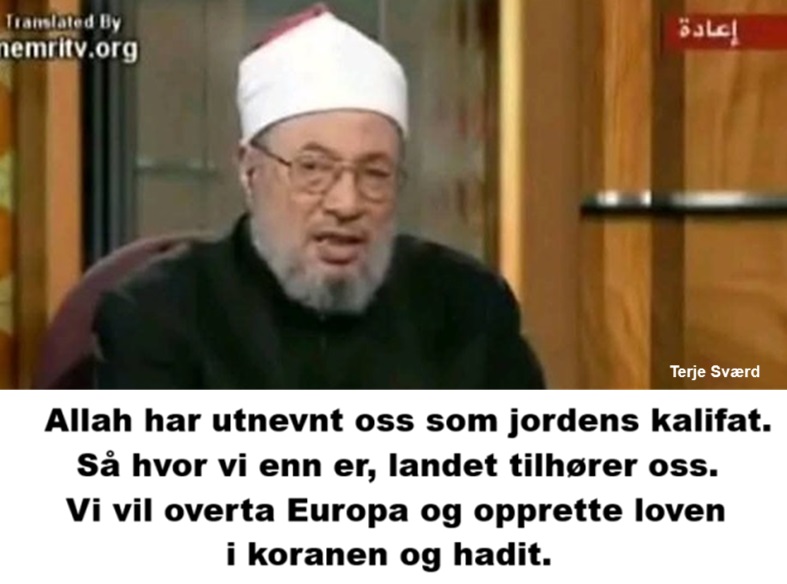 Translated By
memritv.org
إعادة
Terje Sværd
Allah har utnevnt oss som jordens kalifat.
Så hvor vi enn er, landet tilhører oss.
Vi vil overta Europa og opprette loven
i koranen og hadit.